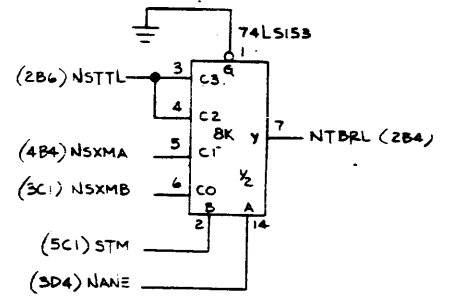 74LS153
1
G
(2B6) NSTTL 3 C3
4 C2
8K
Y 7 NTBRL (2B4)
(4B4) NSXMA 5 C1
(3C1) NSXMB 6 C0
1/2
B A
2 14
(5C1) STM
(3D4) NANE